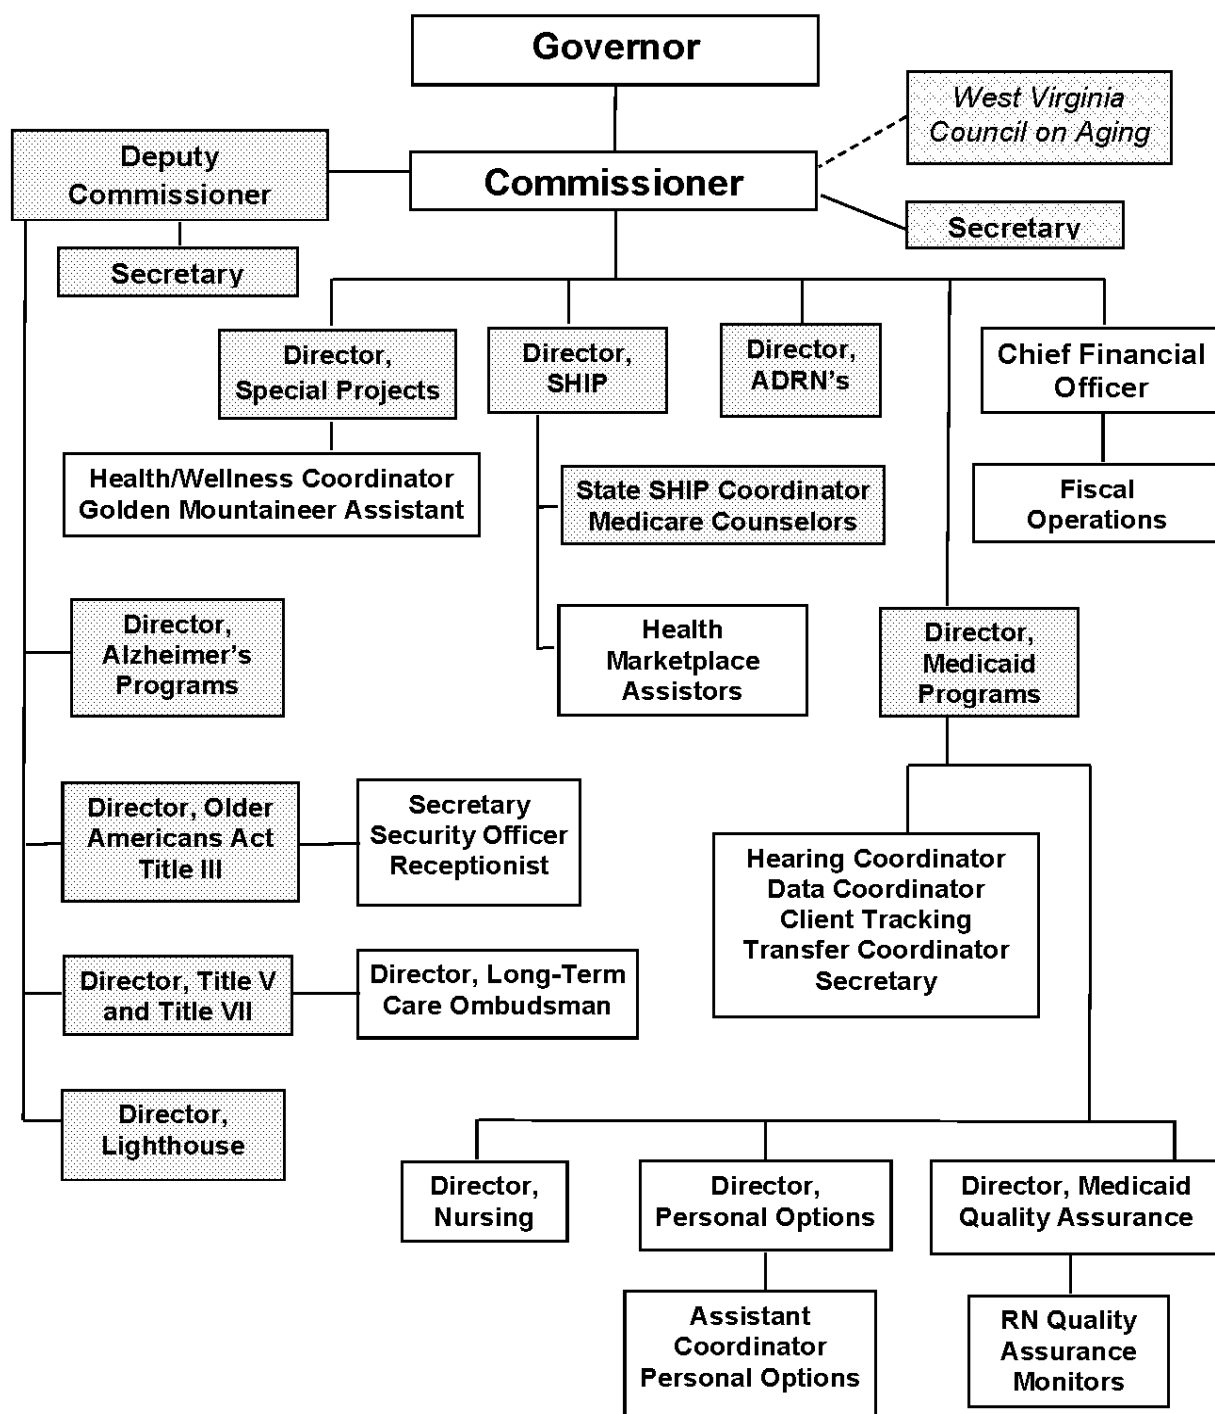 Governor
West Virginia
Council on Aging
Deputy
Commissioner
Commissioner
Secretary
Secretary
Director,
Special Projects
Director,
SHIP
Director,
ADRN's
Chief Financial
Officer
Health/Wellness Coordinator
Golden Mountaineer Assistant
State SHIP Coordinator
Medicare Counselors
Fiscal
Operations
Director,
Alzheimer's
Programs
Health
Marketplace
Assistors
Director,
Medicaid
Programs
Director, Older
Americans Act
Title III
Secretary
Security Officer
Receptionist
Hearing Coordinator
Data Coordinator
Client Tracking
Transfer Coordinator
Secretary
Director, Title V
and Title VII
Director, Long-Term
Care Ombudsman
Director,
Lighthouse
Director,
Nursing
Director,
Personal Options
Director, Medicaid
Quality Assurance
Assistant
Coordinator
Personal Options
RN Quality
Assurance
Monitors